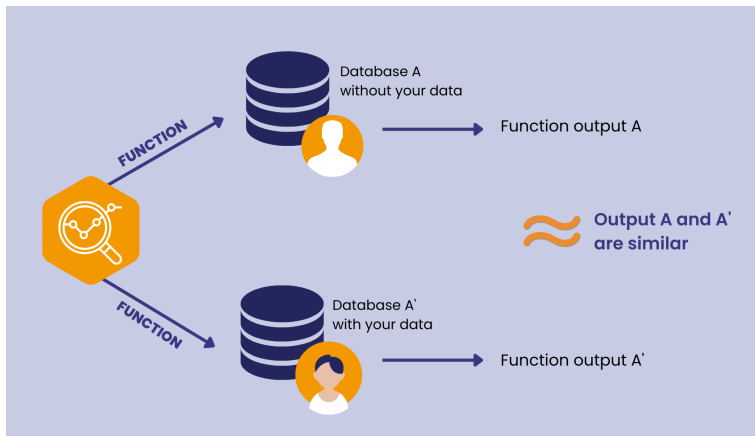 FUNCTION
Database A
without your data
Function output A
Output A and A'
are similar
FUNCTION
Database A'
with your data
Function output A'